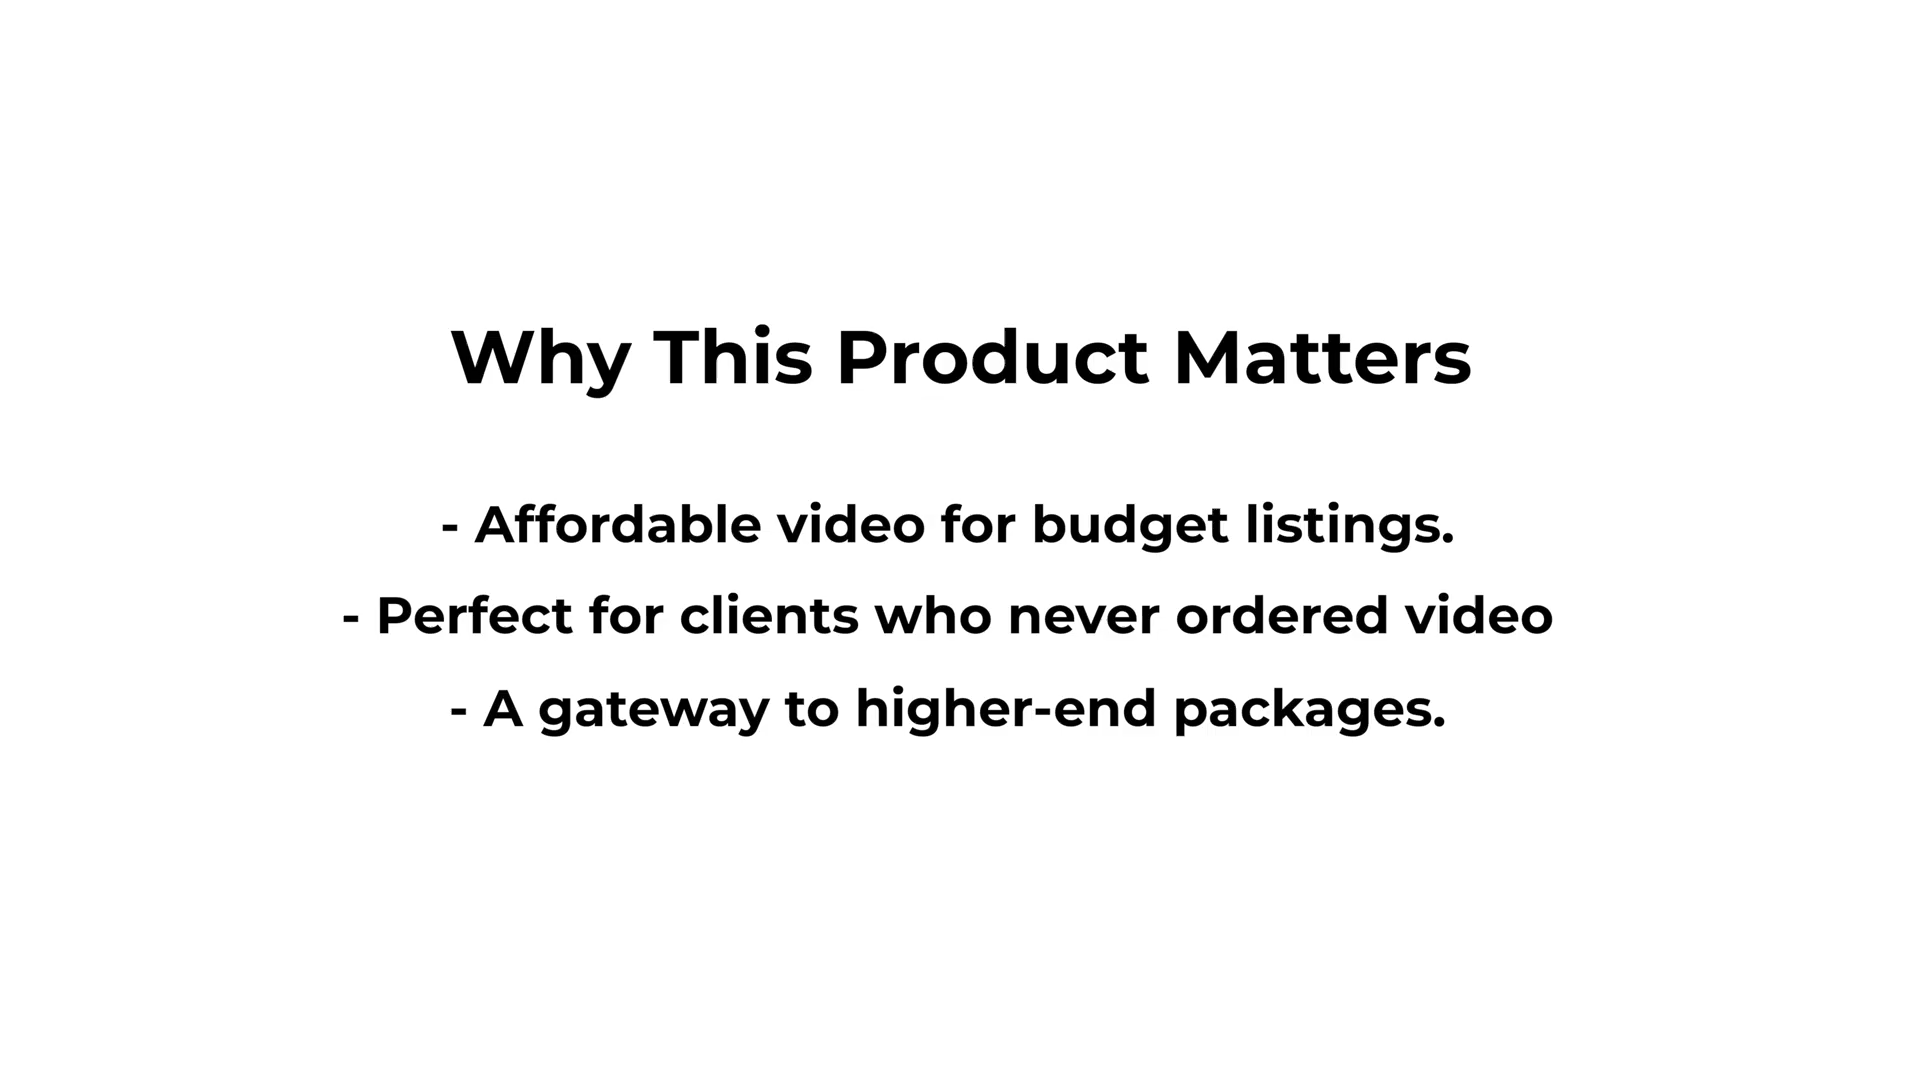 Why This Product Matters
- Affordable video for budget listings.
- Perfect for clients who never ordered video
- A gateway to higher-end packages.